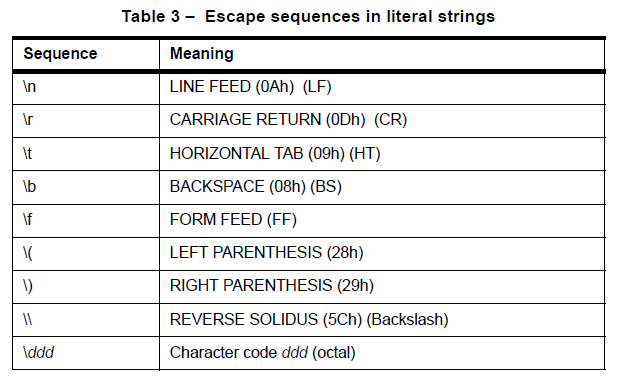 Table 3 – Escape sequences in literal strings
Sequence Meaning
\n LINE FEED (0Ah) (LF)
\r CARRIAGE RETURN (0Dh) (CR)
\t HORIZONTAL TAB (09h) (HT)
\b BACKSPACE (08h) (BS)
\f FORM FEED (FF)
\( LEFT PARENTHESIS (28h)
\) RIGHT PARENTHESIS (29h)
\\ REVERSE SOLIDUS (5Ch) (Backslash)
\ddd Character code ddd (octal)